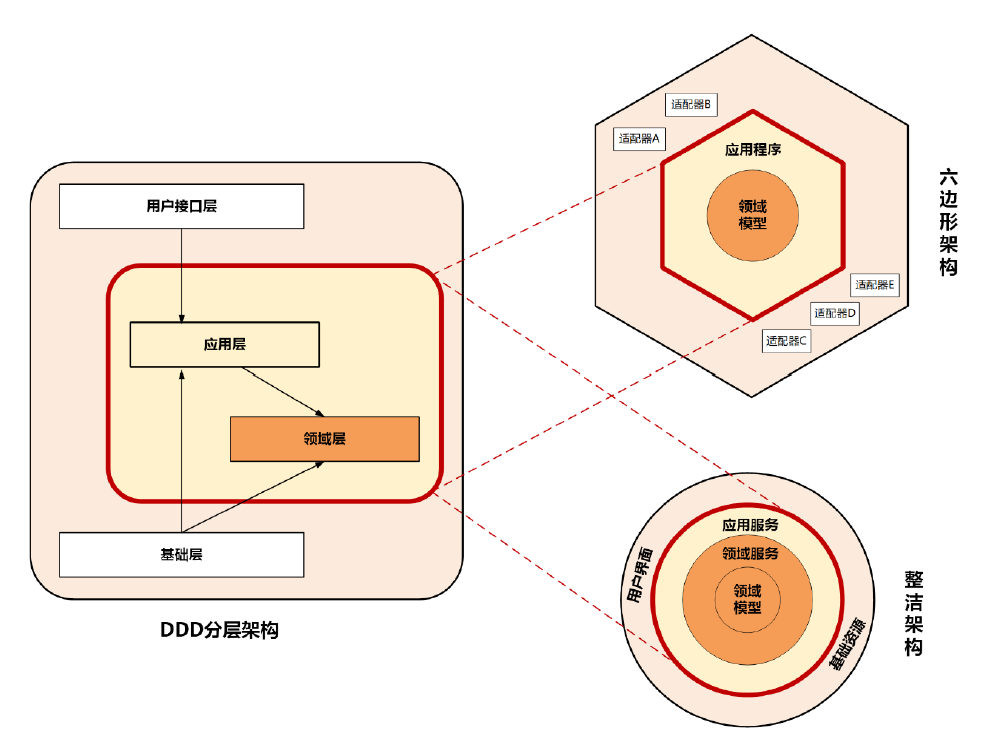 用户接口层
应用层
领域层
基础层
DDD分层架构
适配器B
适配器A
应用程序
领域
模型
适配器E
适配器D
适配器C
六
边
形
架
构
应用服务
领域服务
领域
模型
用户界面
基础资源
整
洁
架
构